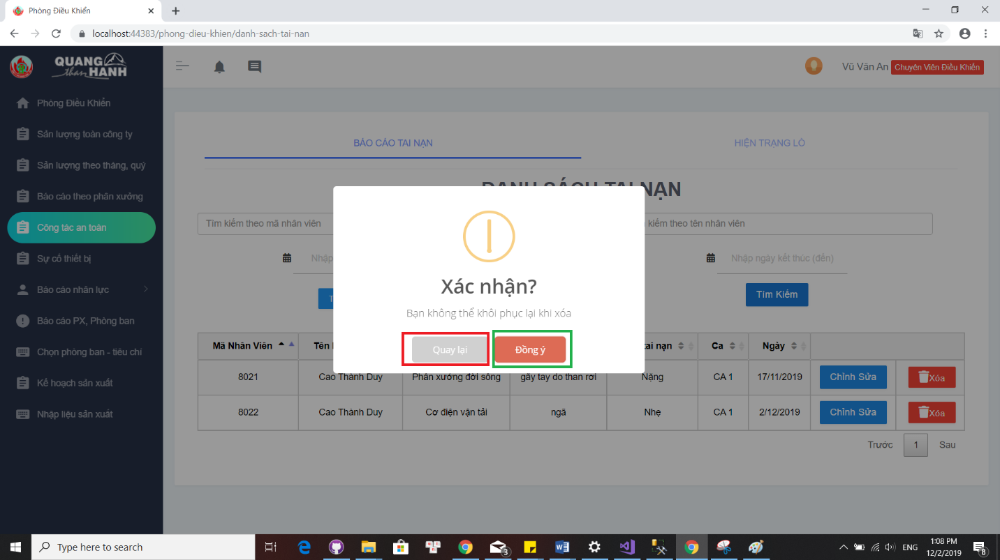 Phòng Điều Khiển
localhost:44383/phong-dieu-khien/danh-sach-tai-nan
QUANG
than HANH
Vũ Văn An Chuyên Viên Điều Khiển
Phòng Điều Khiển
Sản lượng toàn công ty
Sản lượng theo tháng, quý
Báo cáo theo phân xưởng
Công tác an toàn
Sự cố thiết bị
Báo cáo nhân lực
Báo cáo PX, Phòng ban
Chọn phòng ban - tiêu chí
Kế hoạch sản xuất
Nhập liệu sản xuất
BÁO CÁO TAI NẠN
HIỆN TRẠNG LÒ
DANH SÁCH TAI NẠN
Tìm kiếm theo mã nhân viên
kiếm theo tên nhân viên
Nhập
Nhập ngày kết thúc (đến)
Tìm Kiếm
Xác nhận?
Bạn không thể khôi phục lại khi xóa
Quay lại
Đồng ý
Mã Nhân Viên Tên tai nạn Ca Ngày
8021 Cao Thành Duy Phân xưởng đời sống gãy tay do than rơi Nặng CA 1 17/11/2019 Chỉnh Sửa Xóa
8022 Cao Thành Duy Cơ điện vận tải ngã Nhẹ CA 1 2/12/2019 Chỉnh Sửa Xóa
Trước 1 Sau
Type here to search
3
ENG
1:08 PM
12/2/2019
8